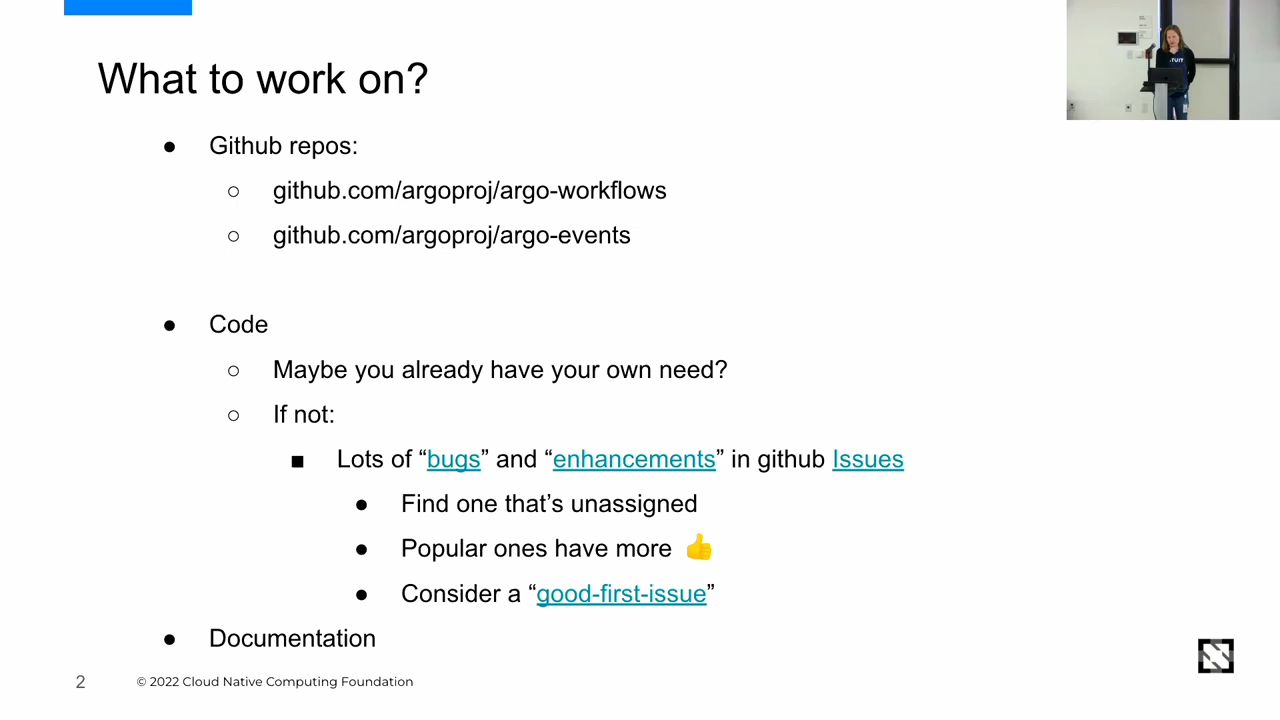 What to work on?
● Github repos:
○ github.com/argoproj/argo-workflows
○ github.com/argoproj/argo-events
● Code
○ Maybe you already have your own need?
○ If not:
■ Lots of “bugs” and “enhancements” in github Issues
● Find one that’s unassigned
● Popular ones have more 👍
● Consider a “good-first-issue”
● Documentation
2 © 2022 Cloud Native Computing Foundation